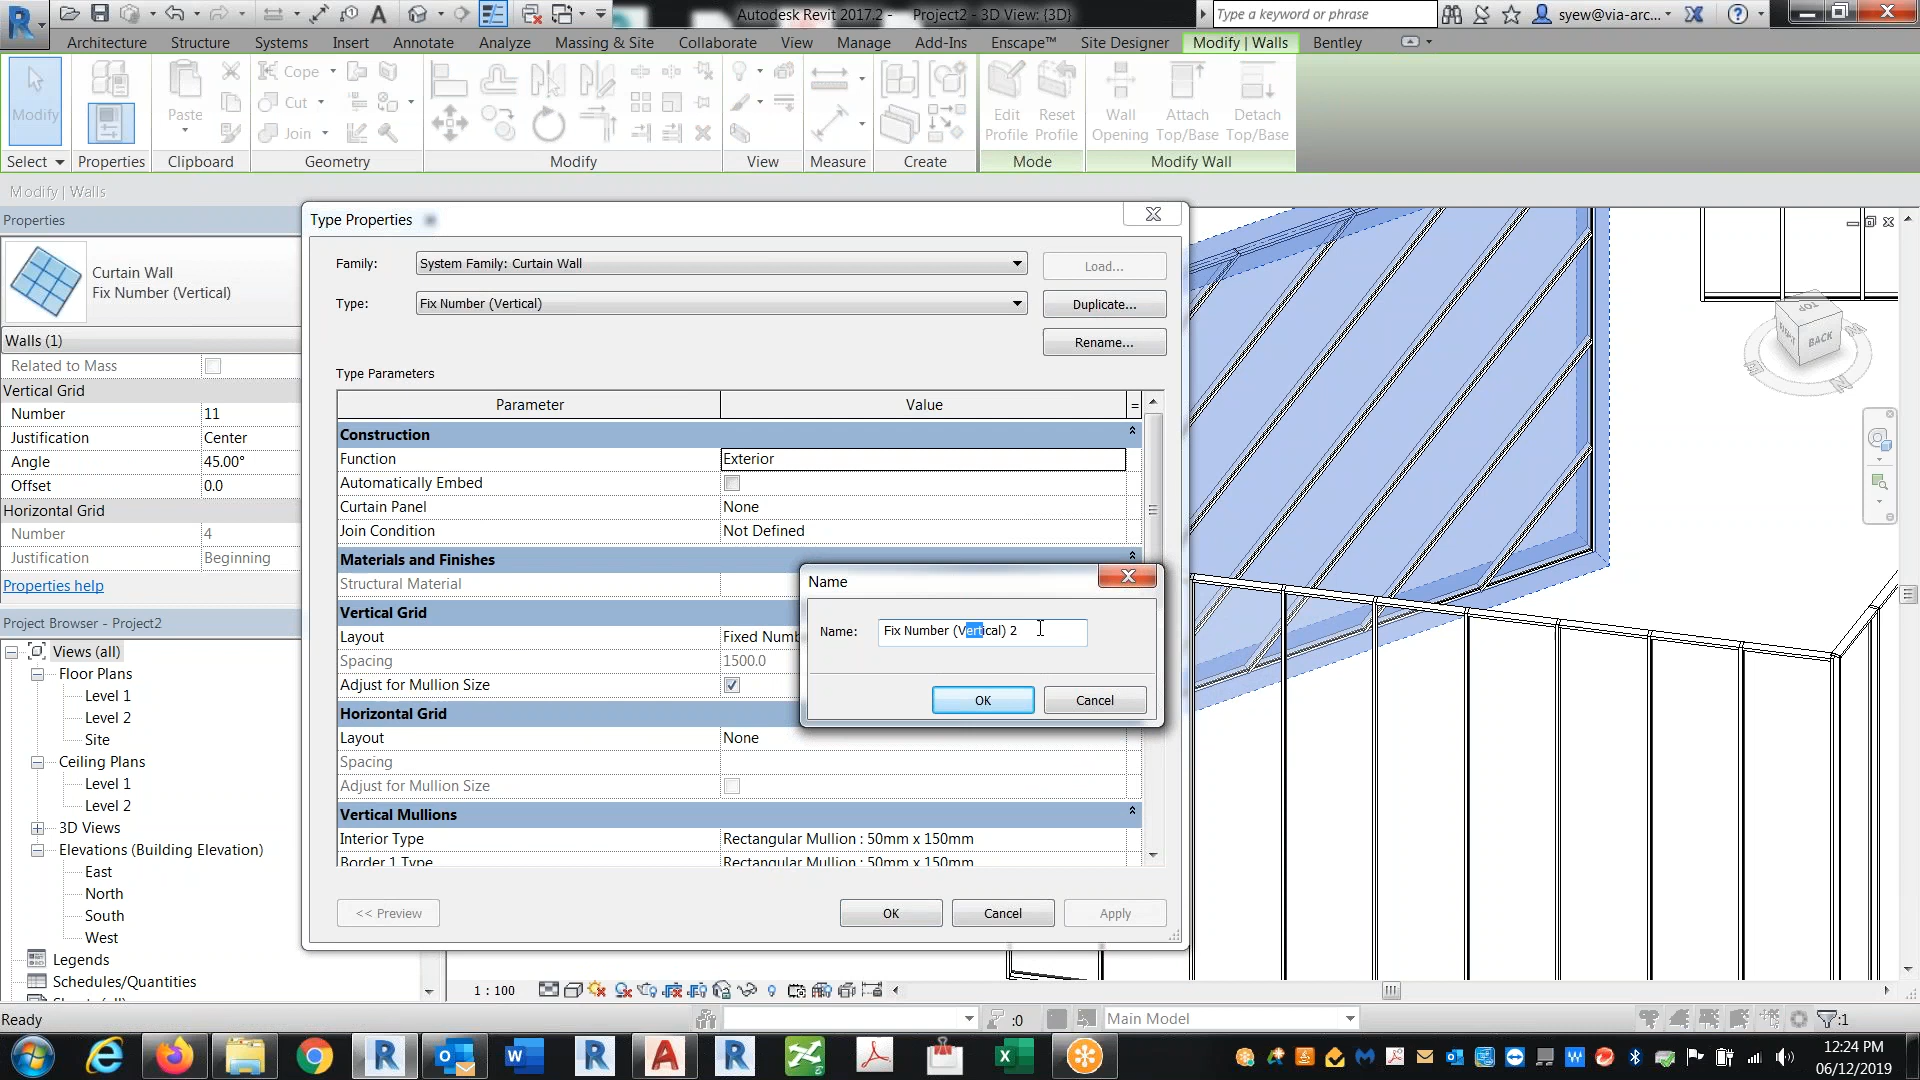 Autodesk Revit 2017.2 - Project2 - 3D View: {3D}
Type a keyword or phrase
syew@via-arc...
Architecture Structure Systems Insert Annotate Analyze Massing & Site Collaborate View Manage Add-Ins Enscape™ Site Designer Modify | Walls Bentley
Modify
Paste
Cope
Cut
Join
Edit Profile
Reset Profile
Wall Opening
Attach Top/Base
Detach Top/Base
Select Properties Clipboard Geometry Modify View Measure Create Mode Modify Wall
Modify | Walls
Properties
Curtain Wall
Fix Number (Vertical)
Walls (1)
Related to Mass
Vertical Grid
Number 11
Justification Center
Angle 45.00°
Offset 0.0
Horizontal Grid
Number 4
Justification Beginning
Properties help
Project Browser - Project2
Views (all)
Floor Plans
Level 1
Level 2
Site
Ceiling Plans
Level 1
Level 2
3D Views
Elevations (Building Elevation)
East
North
South
West
Legends
Schedules/Quantities
Type Properties
Family: System Family: Curtain Wall Load...
Type: Fix Number (Vertical) Duplicate...
Rename...
Type Parameters
Parameter Value =
Construction
Function Exterior
Automatically Embed
Curtain Panel None
Join Condition Not Defined
Materials and Finishes
Structural Material
Vertical Grid
Layout Fixed Numb
Spacing 1500.0
Adjust for Mullion Size
Horizontal Grid
Layout None
Spacing
Adjust for Mullion Size
Vertical Mullions
Interior Type Rectangular Mullion : 50mm x 150mm
Border 1 Type Rectangular Mullion : 50mm x 150mm
<< Preview OK Cancel Apply
Name
Name: Fix Number (Vertical) 2
OK Cancel
BACK
1 : 100
Ready
:0
Main Model
:1
12:24 PM
06/12/2019